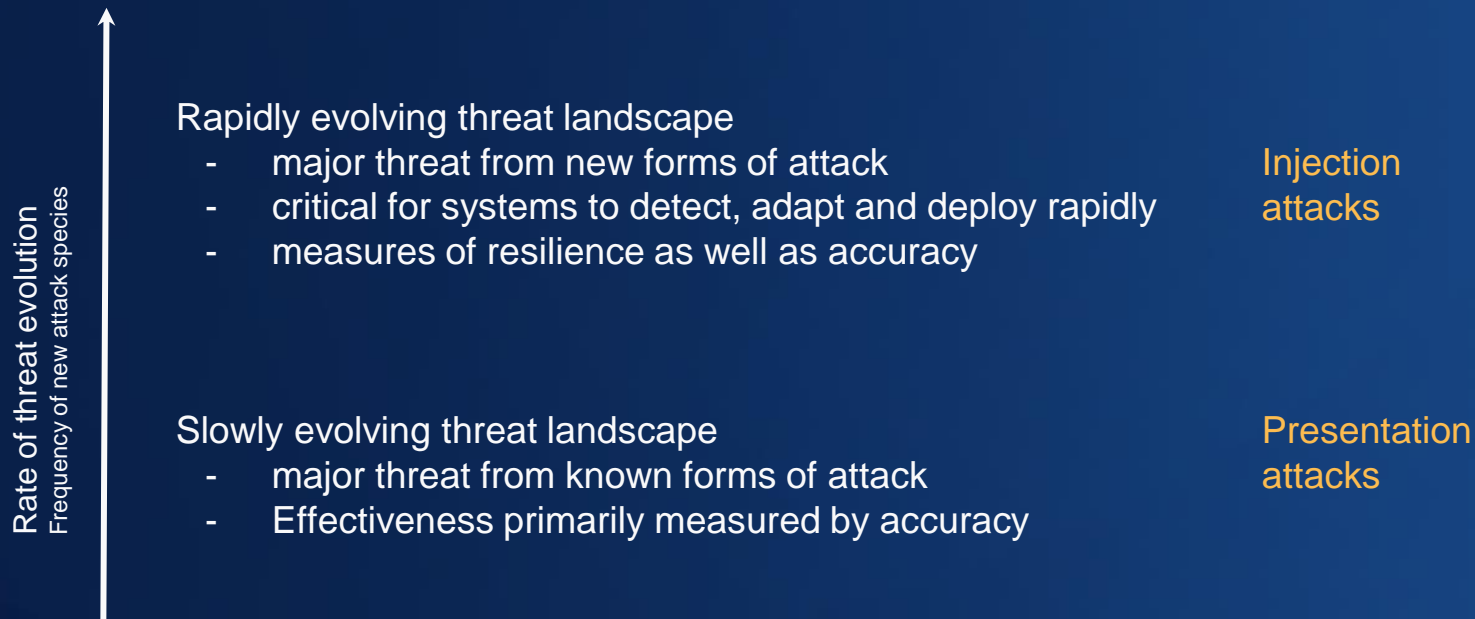 Rate of threat evolution
Frequency of new attack species
Rapidly evolving threat landscape
- major threat from new forms of attack
- critical for systems to detect, adapt and deploy rapidly
- measures of resilience as well as accuracy
Injection
attacks
Slowly evolving threat landscape
- major threat from known forms of attack
- Effectiveness primarily measured by accuracy
Presentation
attacks